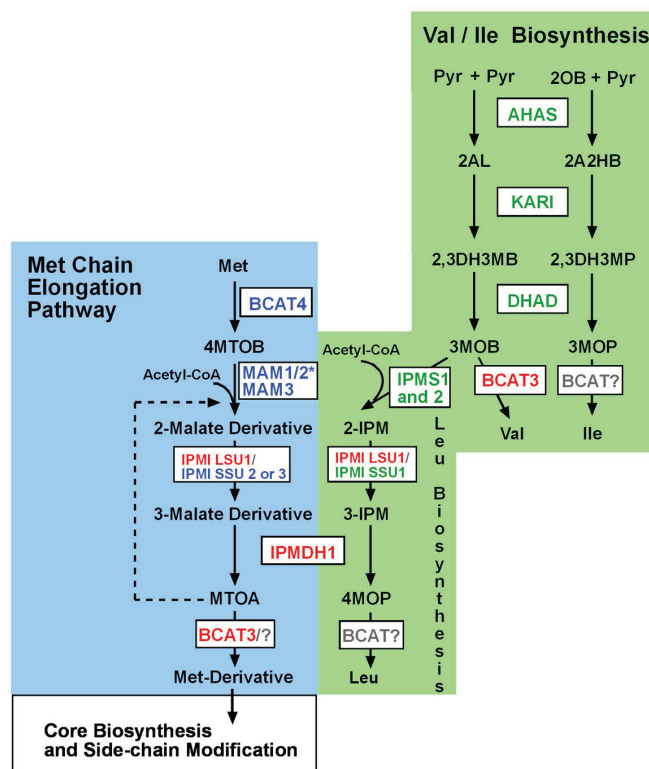 Val / Ile Biosynthesis
Pyr + Pyr
2OB + Pyr
AHAS
2AL
2A2HB
KARI
2,3DH3MB
2,3DH3MP
DHAD
3MOB
3MOP
BCAT3
BCAT?
Val
Ile
Met Chain
Elongation
Pathway
Met
BCAT4
4MTOB
Acetyl-CoA
MAM1/2*
MAM3
2-Malate Derivative
IPMI LSU1/
IPMI SSU 2 or 3
3-Malate Derivative
IPMDH1
MTOA
BCAT3/?
Met-Derivative
Acetyl-CoA
IPMS1
and 2
2-IPM
IPMI LSU1/
IPMI SSU1
3-IPM
4MOP
BCAT?
Leu
Leu Biosynthesis
Core Biosynthesis
and Side-chain Modification